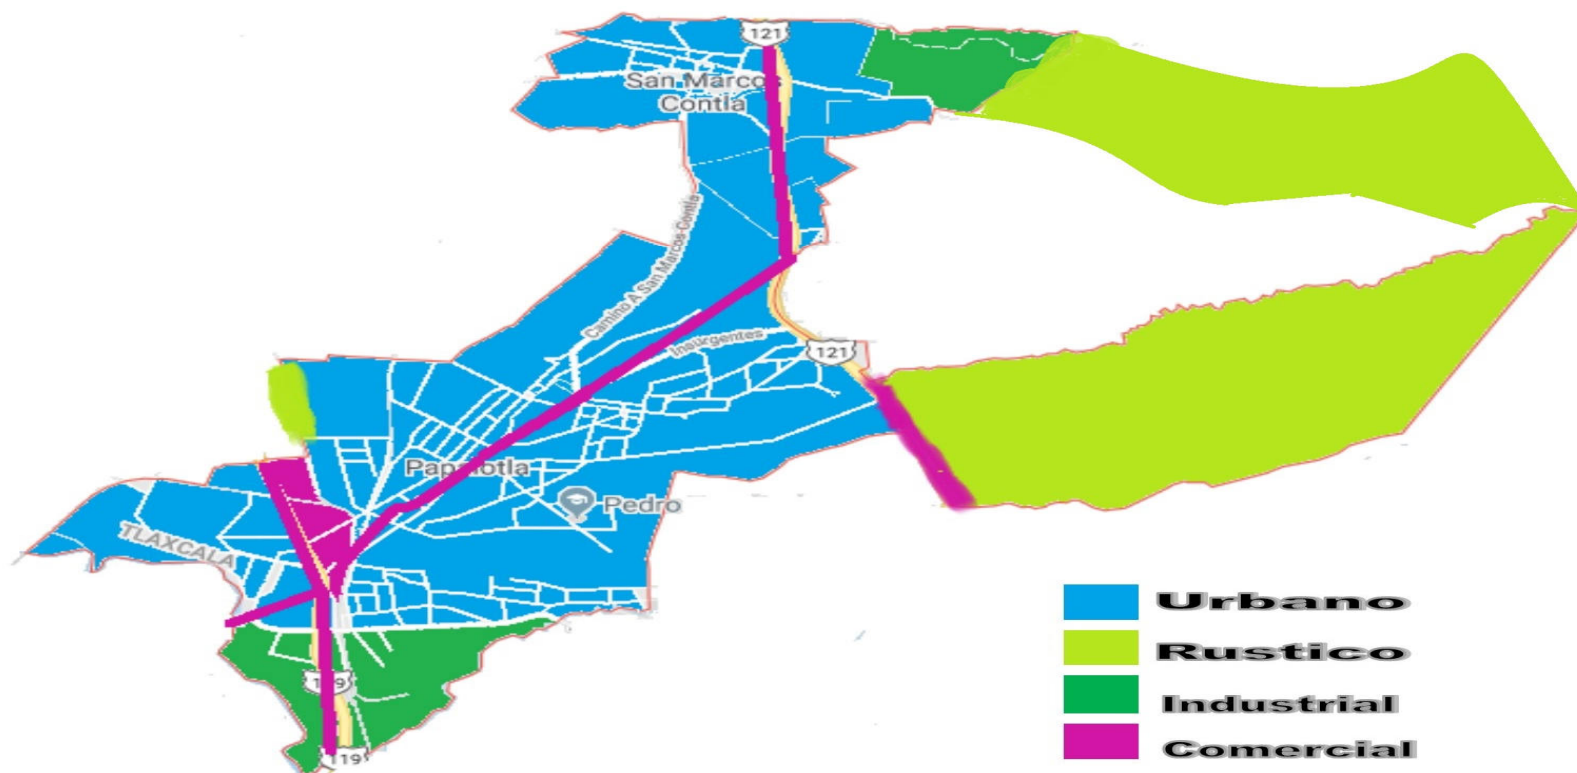 121
San Marcos
Contla
Camino A San Marcos-Contla
Insurgentes
121
Papalotla
Pedro
TLAXCALA
119
119
Urbano
Rustico
Industrial
Comercial